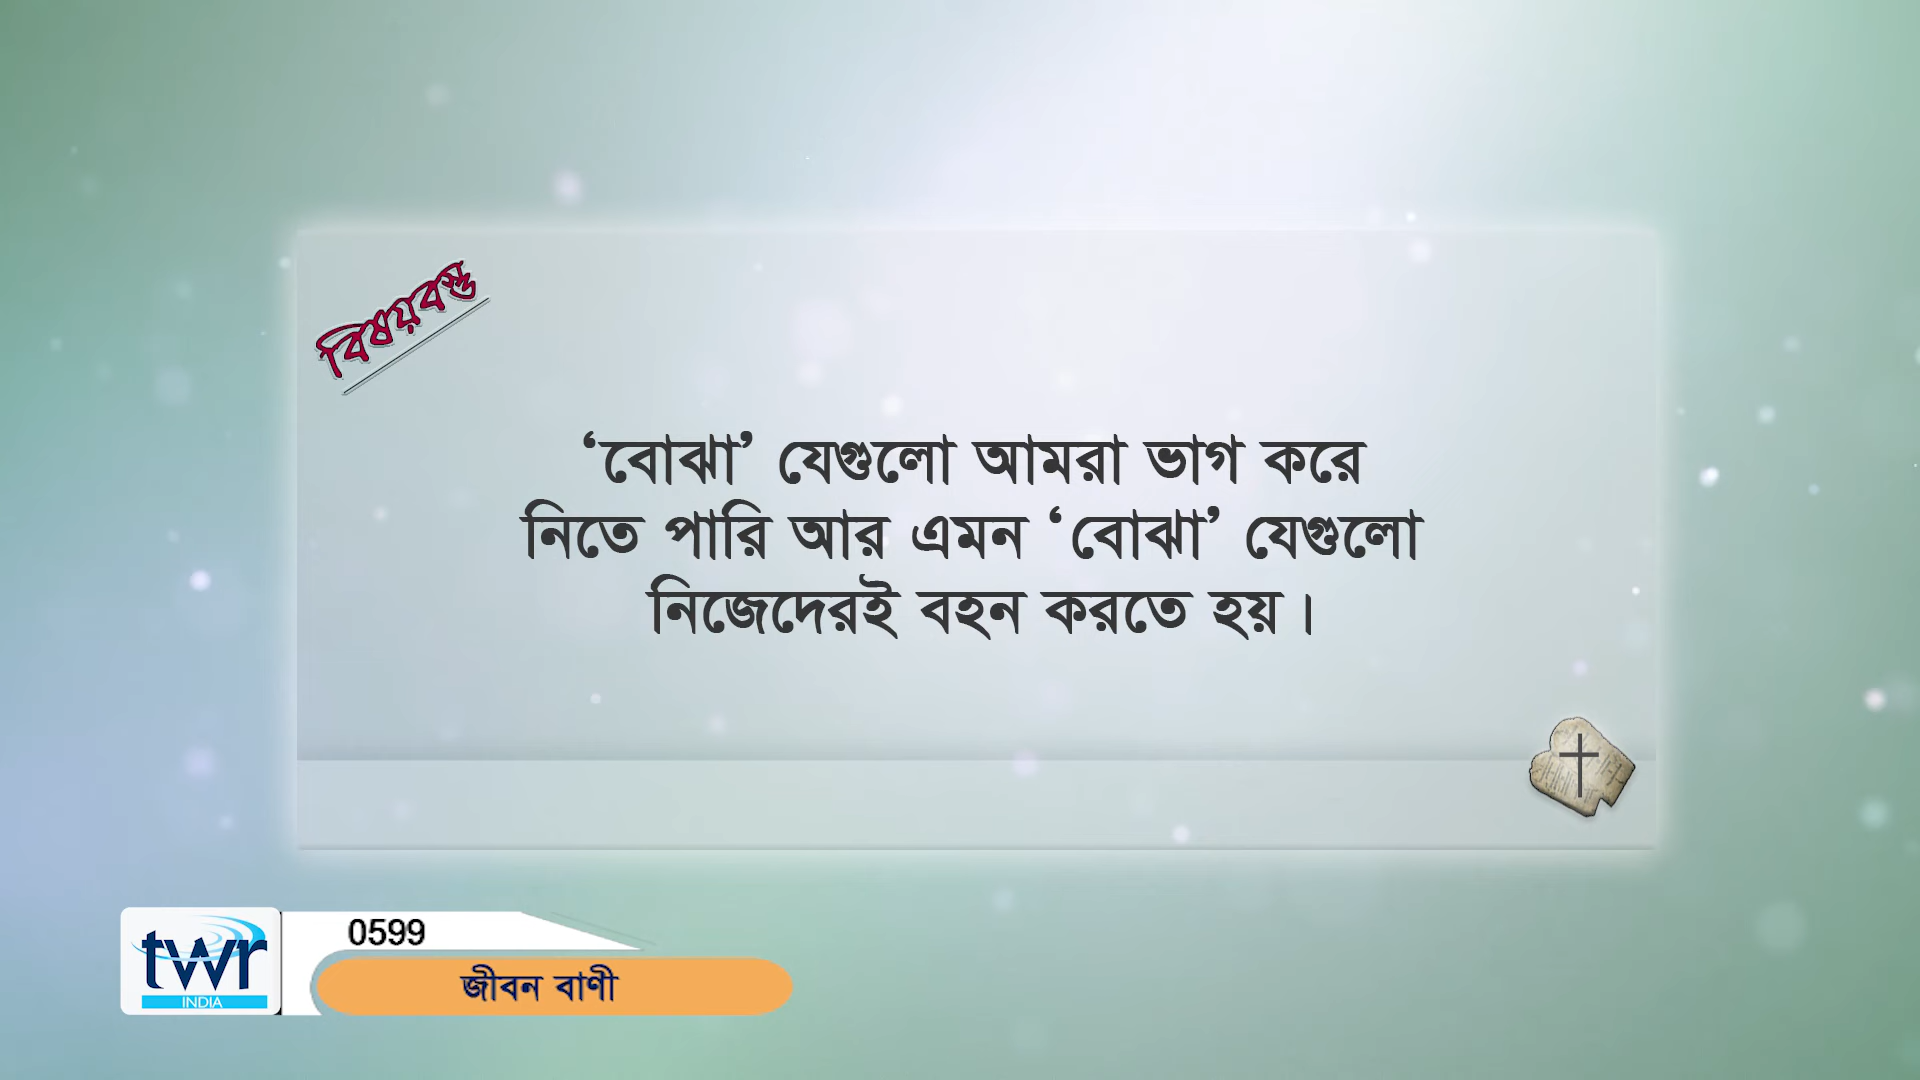 বিষয়বস্তু
‘বোঝা’ যেগুলো আমরা ভাগ করে
নিতে পারি আর এমন ‘বোঝা’ যেগুলো
নিজেদেরই বহন করতে হয়।
0599
twr
INDIA
জীবন বাণী